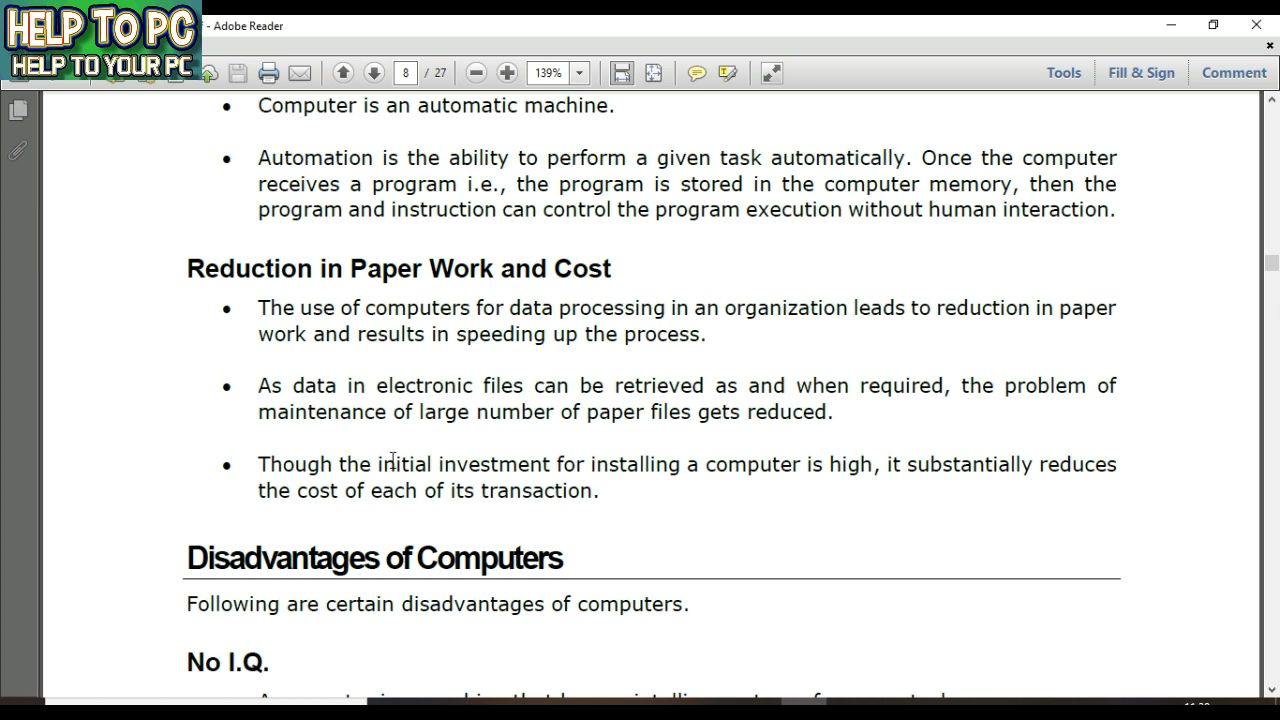 HELP TO PC
HELP TO YOUR PC
- Adobe Reader
8 / 27
139%
Tools
Fill & Sign
Comment
• Computer is an automatic machine.
• Automation is the ability to perform a given task automatically. Once the computer
receives a program i.e., the program is stored in the computer memory, then the
program and instruction can control the program execution without human interaction.
Reduction in Paper Work and Cost
• The use of computers for data processing in an organization leads to reduction in paper
work and results in speeding up the process.
• As data in electronic files can be retrieved as and when required, the problem of
maintenance of large number of paper files gets reduced.
• Though the initial investment for installing a computer is high, it substantially reduces
the cost of each of its transaction.
Disadvantages of Computers
Following are certain disadvantages of computers.
No I.Q.